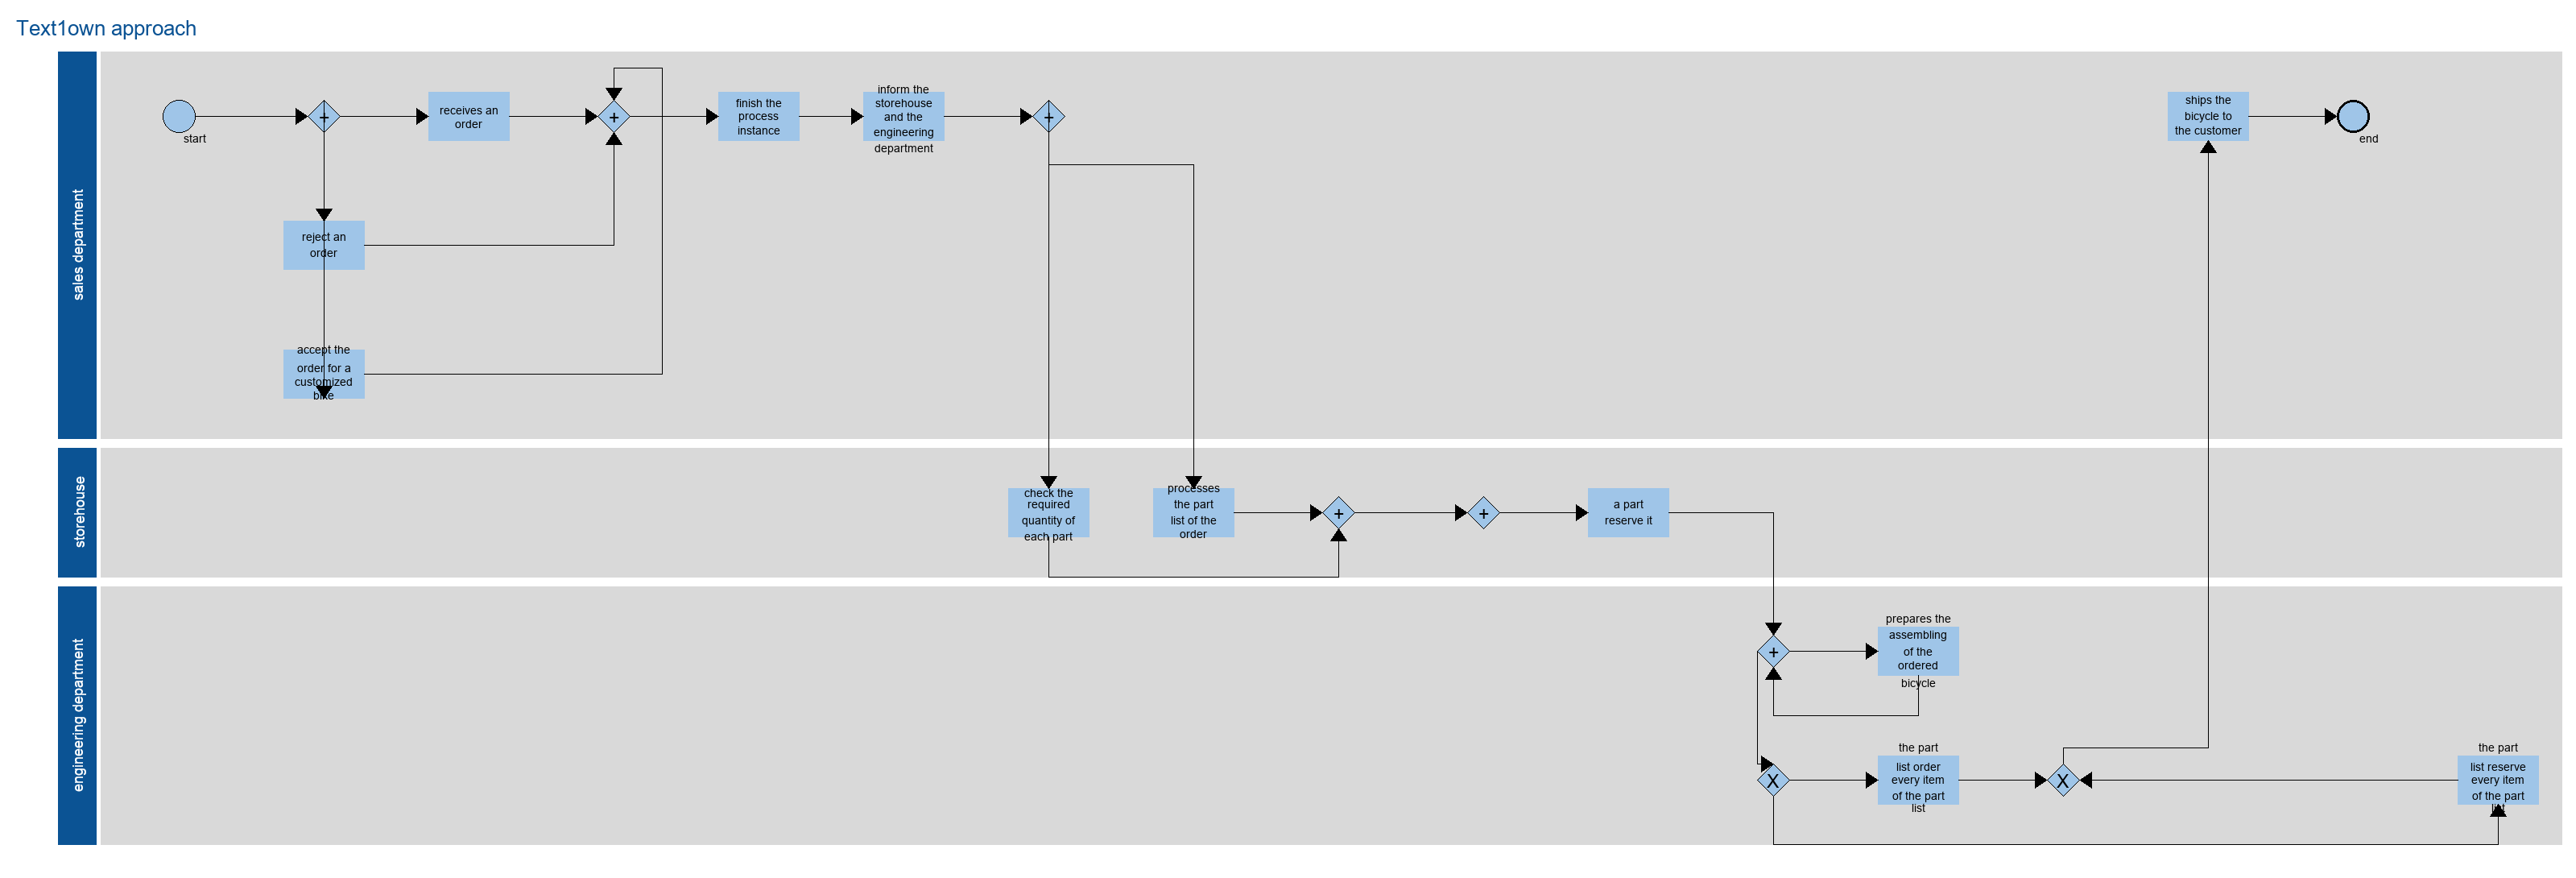 Text1own approach
sales department
start
+
receives an
order
+
finish the
process
instance
inform the
storehouse
and the
engineering
department
+
ships the
bicycle to
the customer
end
reject an
order
accept the
order for a
customized
bike
storehouse
check the
required
quantity of
each part
processes
the part
list of the
order
+
+
a part
reserve it
engineering department
+
prepares the
assembling
of the
ordered
bicycle
X
the part
list order
every item
of the part
list
X
the part
list reserve
every item
of the part
list